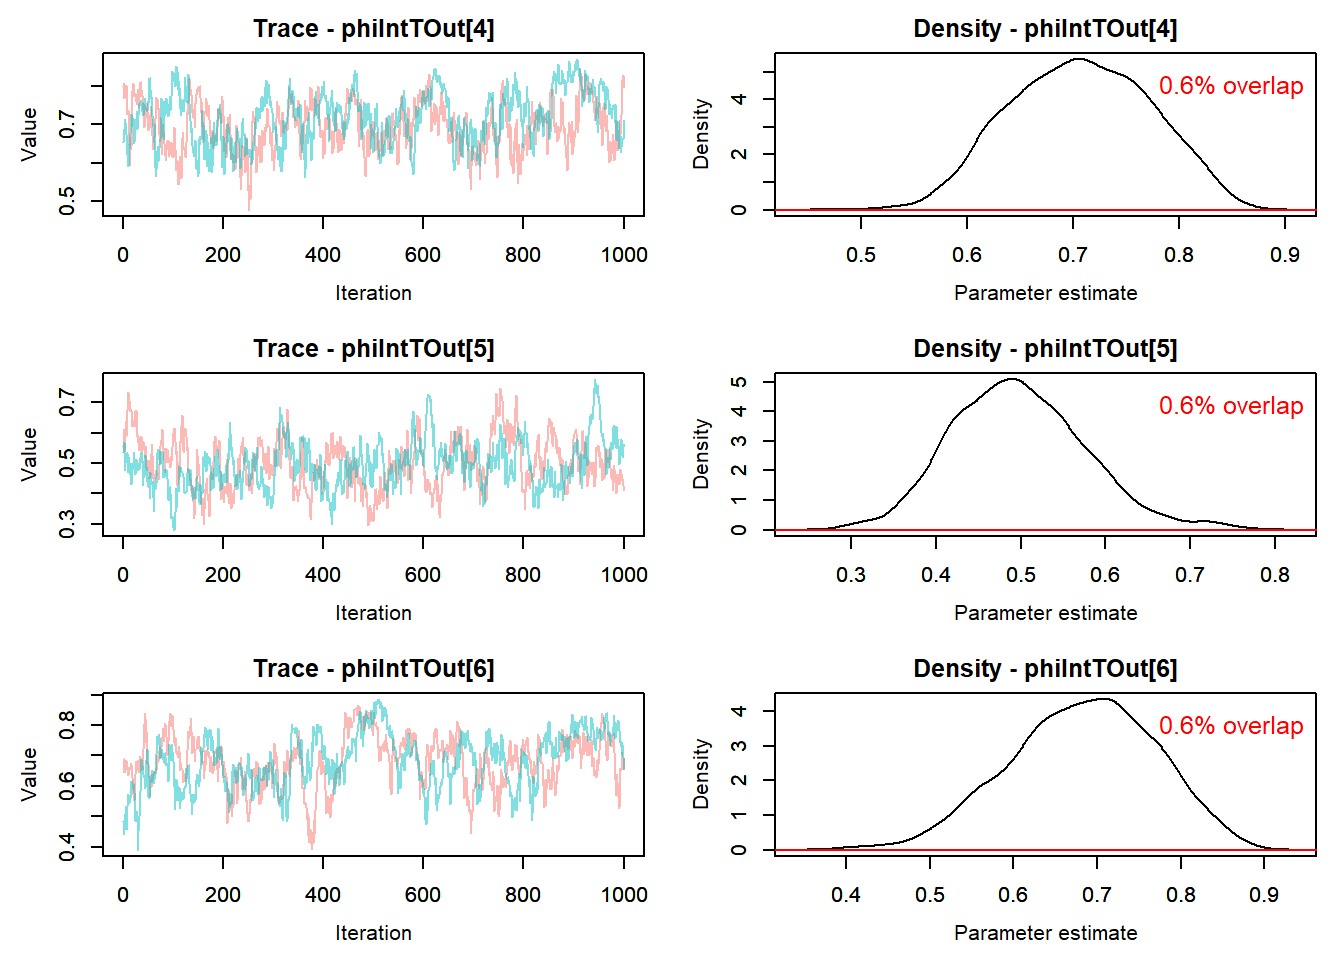 Trace - phiIntTOut[4]
Value
0.5 0.7
0 200 400 600 800 1000
Iteration
Density - phiIntTOut[4]
0.6% overlap
Density
0 2 4
0.5 0.6 0.7 0.8 0.9
Parameter estimate
Trace - phiIntTOut[5]
Value
0.3 0.5 0.7
0 200 400 600 800 1000
Iteration
Density - phiIntTOut[5]
0.6% overlap
Density
0 1 2 3 4 5
0.3 0.4 0.5 0.6 0.7 0.8
Parameter estimate
Trace - phiIntTOut[6]
Value
0.4 0.6 0.8
0 200 400 600 800 1000
Iteration
Density - phiIntTOut[6]
0.6% overlap
Density
0 1 2 3 4
0.4 0.5 0.6 0.7 0.8 0.9
Parameter estimate